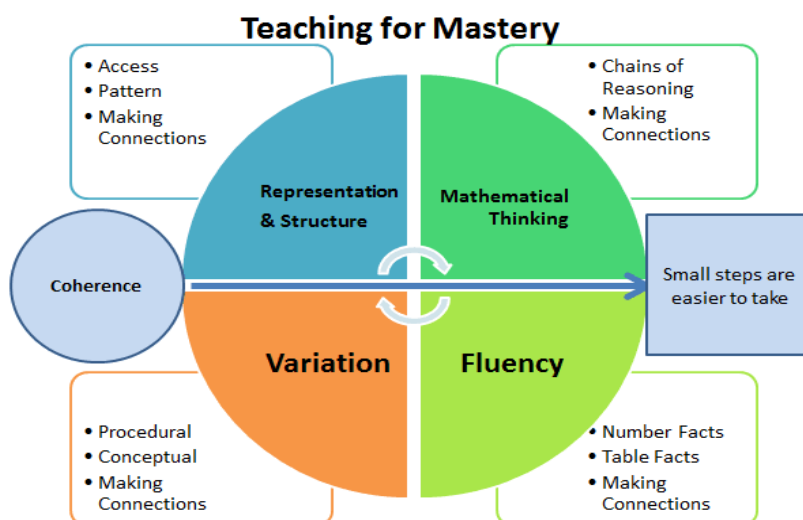 Teaching for Mastery
• Access
• Pattern
• Making
Connections
• Chains of
Reasoning
• Making
Connections
Representation
& Structure
Mathematical
Thinking
Coherence
Small steps are
easier to take
Variation
Fluency
• Procedural
• Conceptual
• Making
Connections
• Number Facts
• Table Facts
• Making
Connections